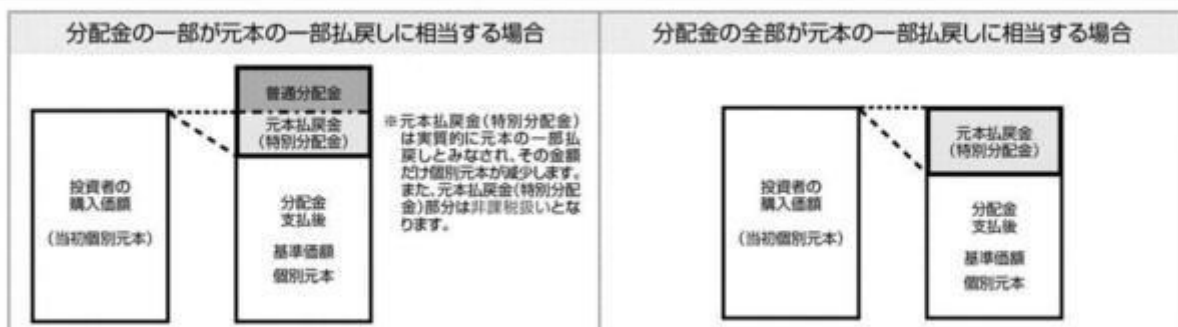 分配金の一部が元本の一部払戻しに相当する場合
普通分配金
元本払戻金
(特別分配金)
投資者の
購入価額
(当初個別元本)
分配金
支払後
基準価額
個別元本
※元本払戻金(特別分配金)
は実質的に元本の一部払
戻しとみなされ、その金額
だけ個別元本が減少します。
また、元本払戻金(特別分配
金)部分は非課税扱いとな
ります。
分配金の全部が元本の一部払戻しに相当する場合
投資者の
購入価額
(当初個別元本)
元本払戻金
(特別分配金)
分配金
支払後
基準価額
個別元本